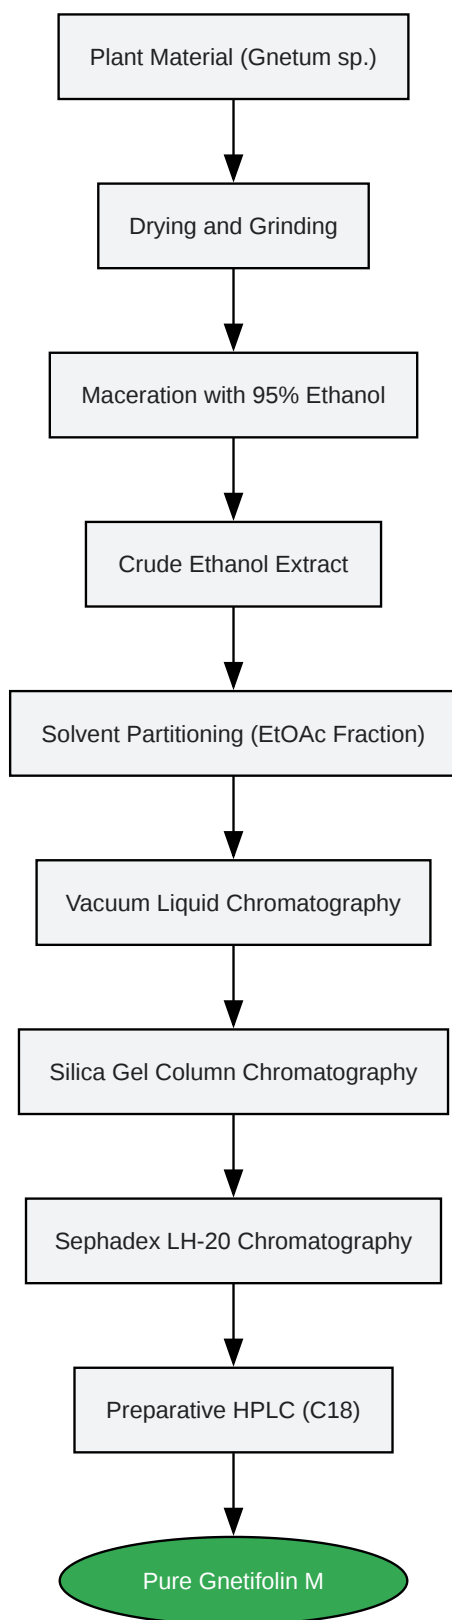 Plant Material (Gnetum sp.)
Drying and Grinding
Maceration with 95% Ethanol
Crude Ethanol Extract
Solvent Partitioning (EtOAc Fraction)
Vacuum Liquid Chromatography
Silica Gel Column Chromatography
Sephadex LH-20 Chromatography
Preparative HPLC (C18)
Pure Gnetifolin M